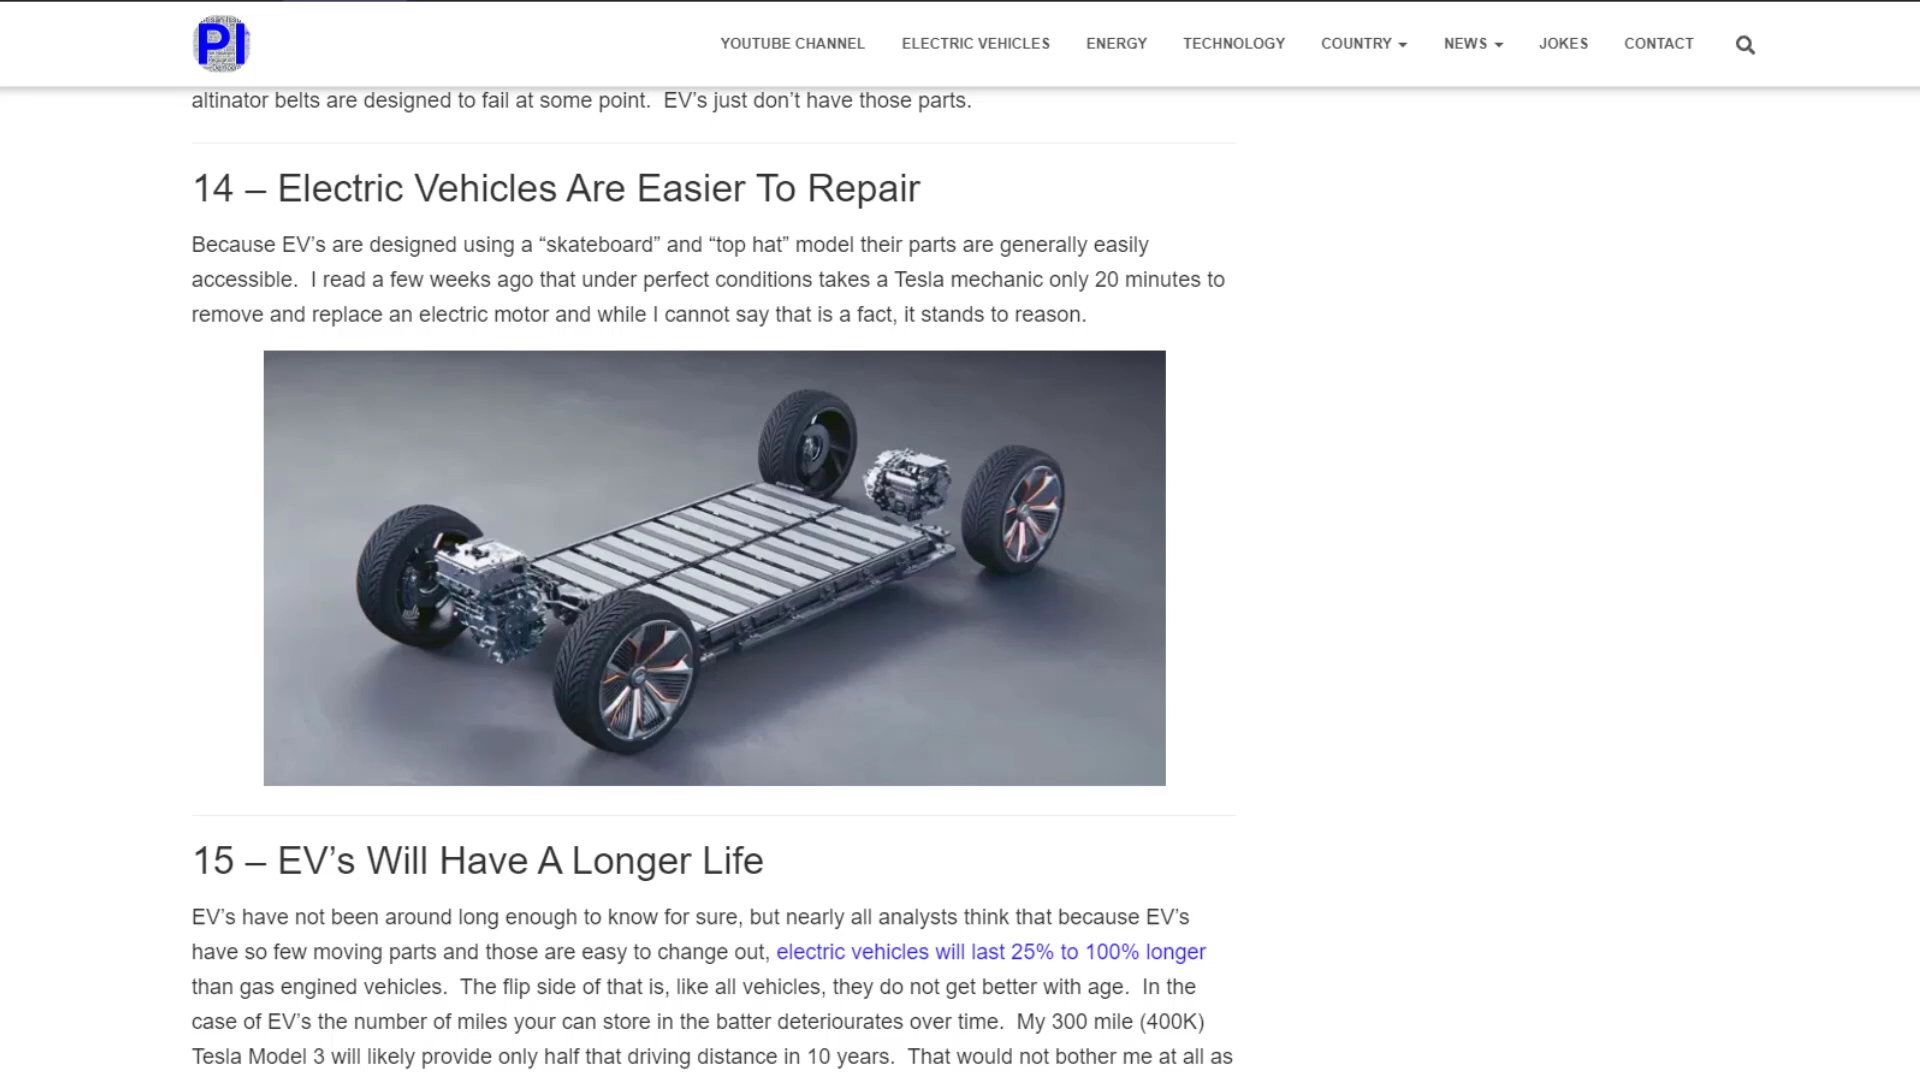 PI
YOUTUBE CHANNEL ELECTRIC VEHICLES ENERGY TECHNOLOGY COUNTRY NEWS JOKES CONTACT
altinator belts are designed to fail at some point.  EV’s just don’t have those parts.
14 – Electric Vehicles Are Easier To Repair
Because EV’s are designed using a “skateboard” and “top hat” model their parts are generally easily
accessible.  I read a few weeks ago that under perfect conditions takes a Tesla mechanic only 20 minutes to
remove and replace an electric motor and while I cannot say that is a fact, it stands to reason.
15 – EV’s Will Have A Longer Life
EV’s have not been around long enough to know for sure, but nearly all analysts think that because EV’s
have so few moving parts and those are easy to change out, electric vehicles will last 25% to 100% longer
than gas engined vehicles.  The flip side of that is, like all vehicles, they do not get better with age.  In the
case of EV’s the number of miles your can store in the batter deteriourates over time.  My 300 mile (400K)
Tesla Model 3 will likely provide only half that driving distance in 10 years.  That would not bother me at all as